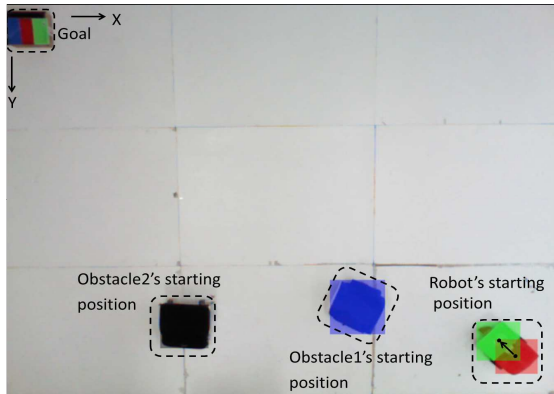 X
Goal
Y
Obstacle2's starting
position
Robot's starting
position
Obstacle1's starting
position